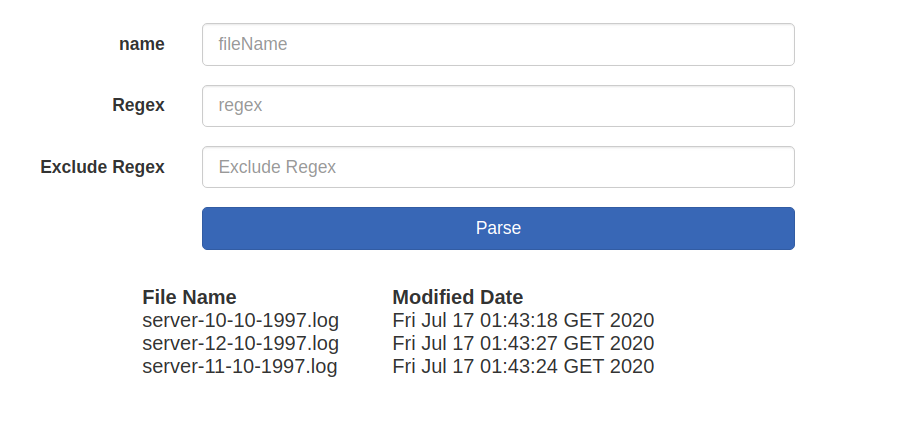 name fileName
Regex regex
Exclude Regex Exclude Regex
Parse
File Name Modified Date
server-10-10-1997.log Fri Jul 17 01:43:18 GET 2020
server-12-10-1997.log Fri Jul 17 01:43:27 GET 2020
server-11-10-1997.log Fri Jul 17 01:43:24 GET 2020